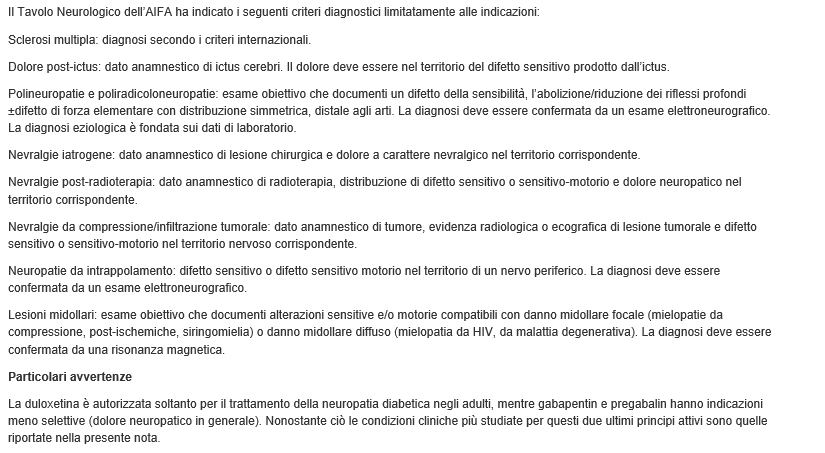 Il Tavolo Neurologico dell'AIFA ha indicato i seguenti criteri diagnostici limitatamente alle indicazioni:
Sclerosi multipla: diagnosi secondo i criteri internazionali.
Dolore post-ictus: dato anamnestico di ictus cerebri. Il dolore deve essere nel territorio del difetto sensitivo prodotto dall'ictus.
Polineuropatie e poliradicoloneuropatie: esame obiettivo che documenti un difetto della sensibilità, l'abolizione/riduzione dei riflessi profondi
±difetto di forza elementare con distribuzione simmetrica, distale agli arti. La diagnosi deve essere confermata da un esame elettroneurografico.
La diagnosi eziologica è fondata sui dati di laboratorio.
Nevralgie iatrogene: dato anamnestico di lesione chirurgica e dolore a carattere nevralgico nel territorio corrispondente.
Nevralgie post-radioterapia: dato anamnestico di radioterapia, distribuzione di difetto sensitivo o sensitivo-motorio e dolore neuropatico nel
territorio corrispondente.
Nevralgie da compressione/infiltrazione tumorale: dato anamnestico di tumore, evidenza radiologica o ecografica di lesione tumorale e difetto
sensitivo o sensitivo-motorio nel territorio nervoso corrispondente.
Neuropatie da intrappolamento: difetto sensitivo o difetto sensitivo motorio nel territorio di un nervo periferico. La diagnosi deve essere
confermata da un esame elettroneurografico.
Lesioni midollari: esame obiettivo che documenti alterazioni sensitive e/o motorie compatibili con danno midollare focale (mielopatie da
compressione, post-ischemiche, siringomielia) o danno midollare diffuso (mielopatia da HIV, da malattia degenerativa). La diagnosi deve essere
confermata da una risonanza magnetica.
Particolari avvertenze
La duloxetina è autorizzata soltanto per il trattamento della neuropatia diabetica negli adulti, mentre gabapentin e pregabalin hanno indicazioni
meno selettive (dolore neuropatico in generale). Nonostante ciò le condizioni cliniche più studiate per questi due ultimi principi attivi sono quelle
riportate nella presente nota.